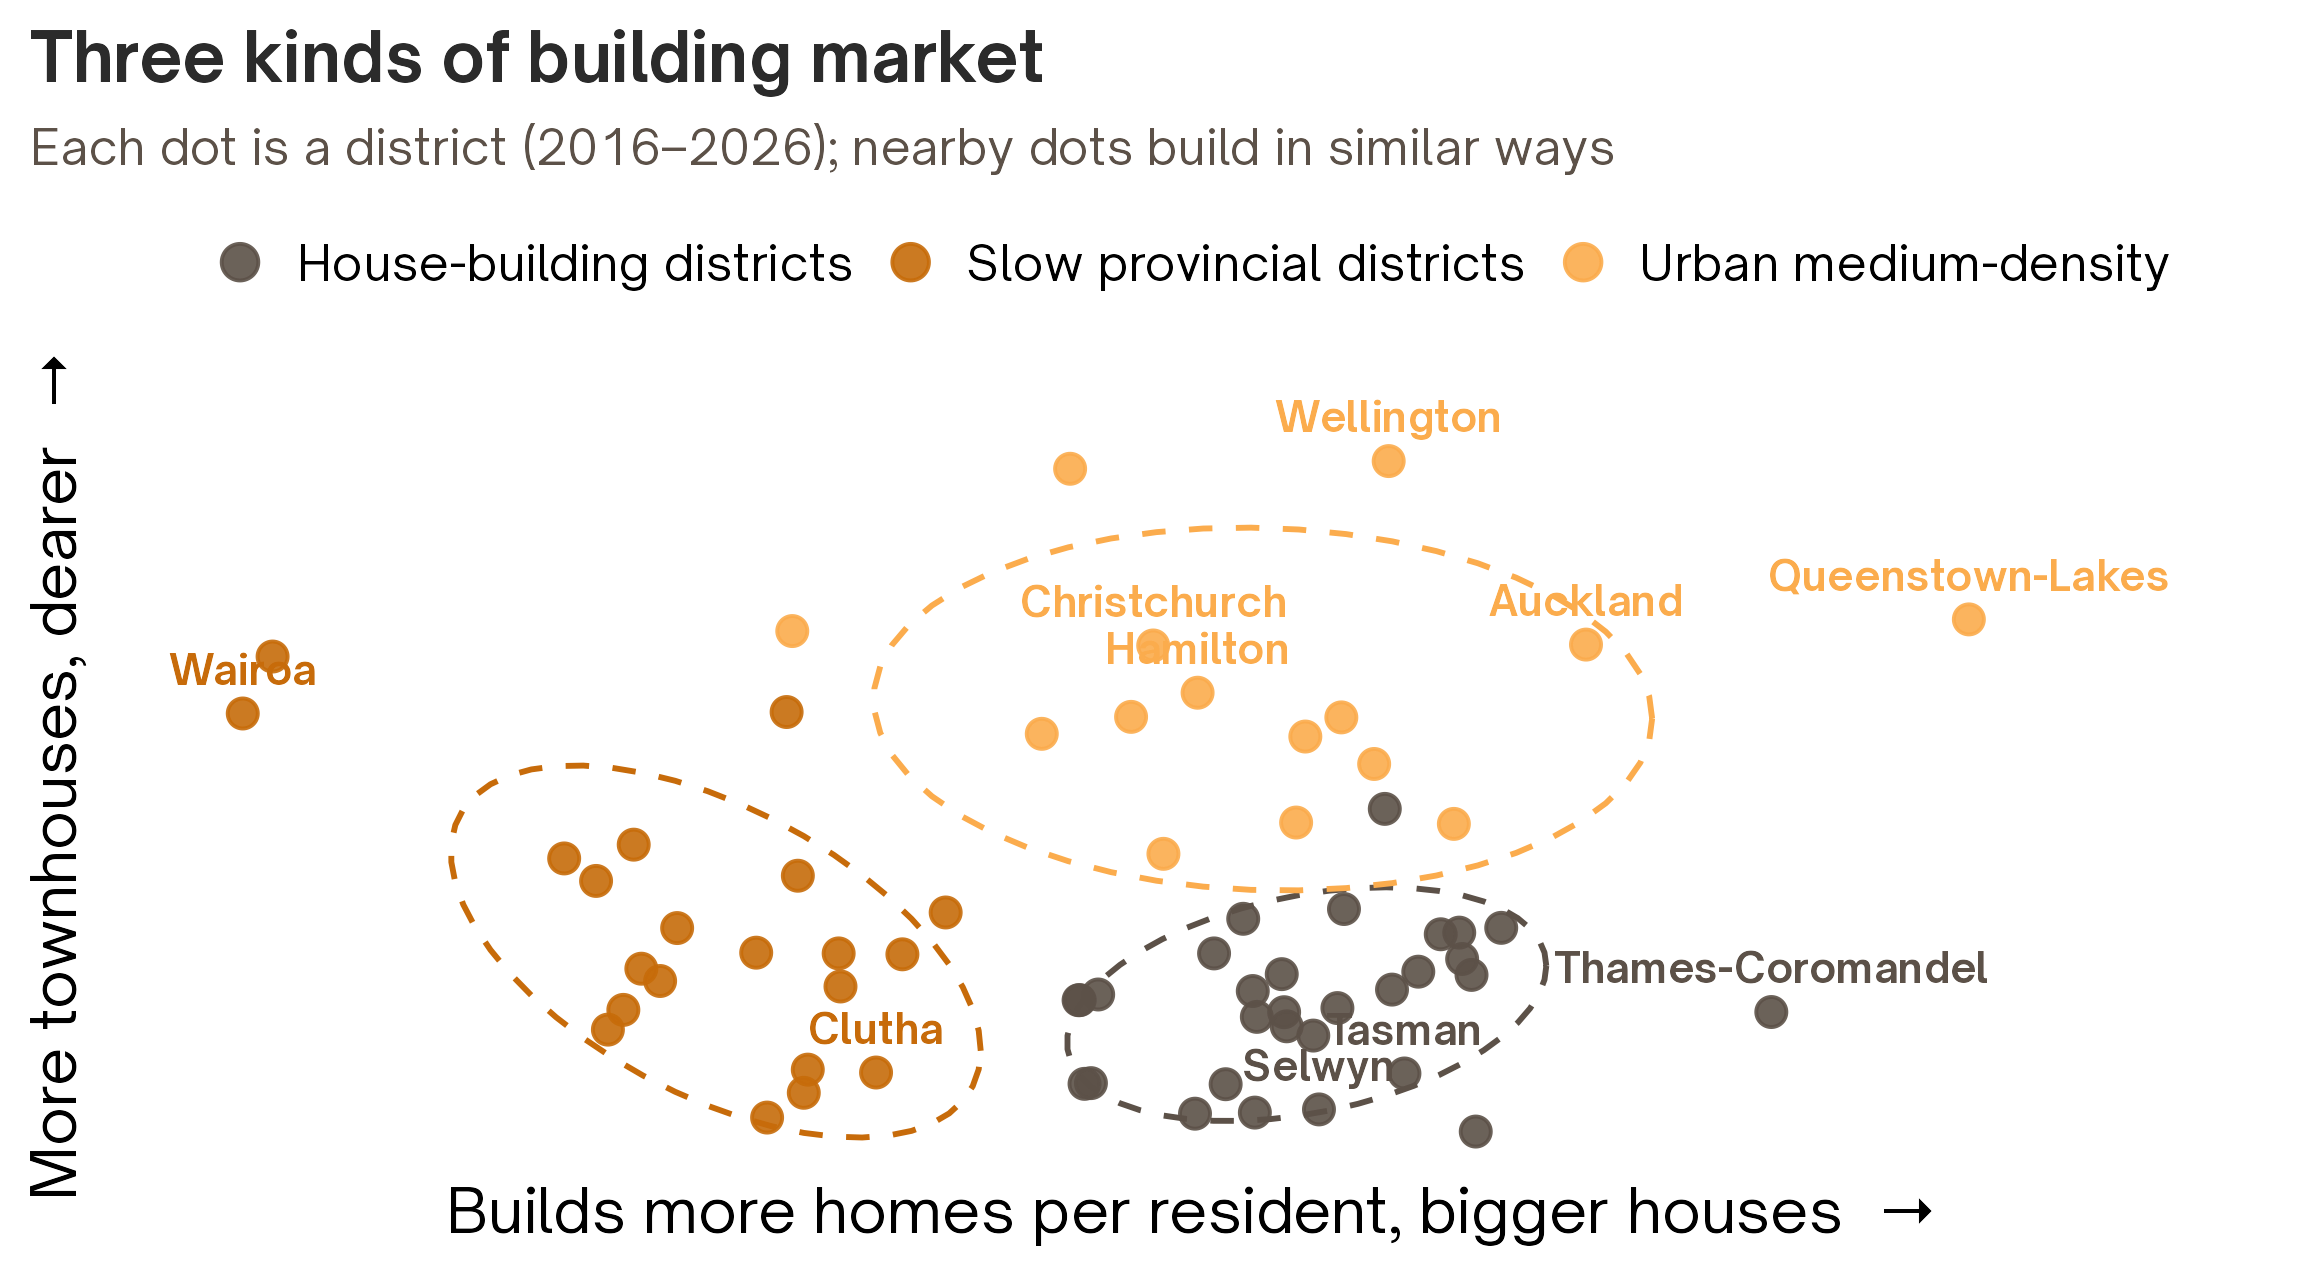 Three kinds of building market
Each dot is a district (2016–2026); nearby dots build in similar ways
House-building districts
Slow provincial districts
Urban medium-density
More townhouses, dearer →
Wellington
Queenstown-Lakes
Christchurch
Auckland
Hamilton
Wairoa
Thames-Coromandel
Clutha
Tasman
Selwyn
Builds more homes per resident, bigger houses →